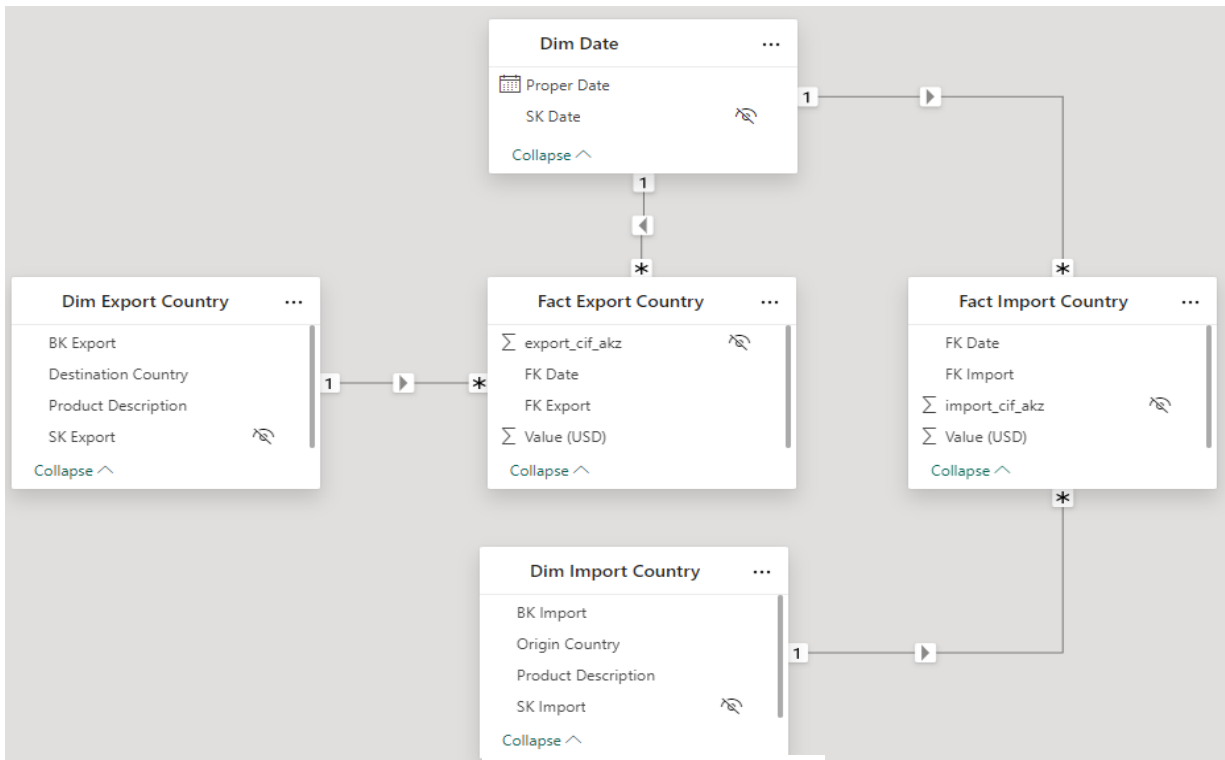 Dim Date
...
Proper Date
SK Date
Collapse
1
1
*
*
Dim Export Country
...
BK Export
Destination Country
Product Description
SK Export
Collapse
1
*
Fact Export Country
...
Σ export_cif_akz
FK Date
FK Export
Σ Value (USD)
Collapse
Fact Import Country
...
FK Date
FK Import
Σ import_cif_akz
Σ Value (USD)
Collapse
*
Dim Import Country
...
BK Import
Origin Country
Product Description
SK Import
Collapse
1